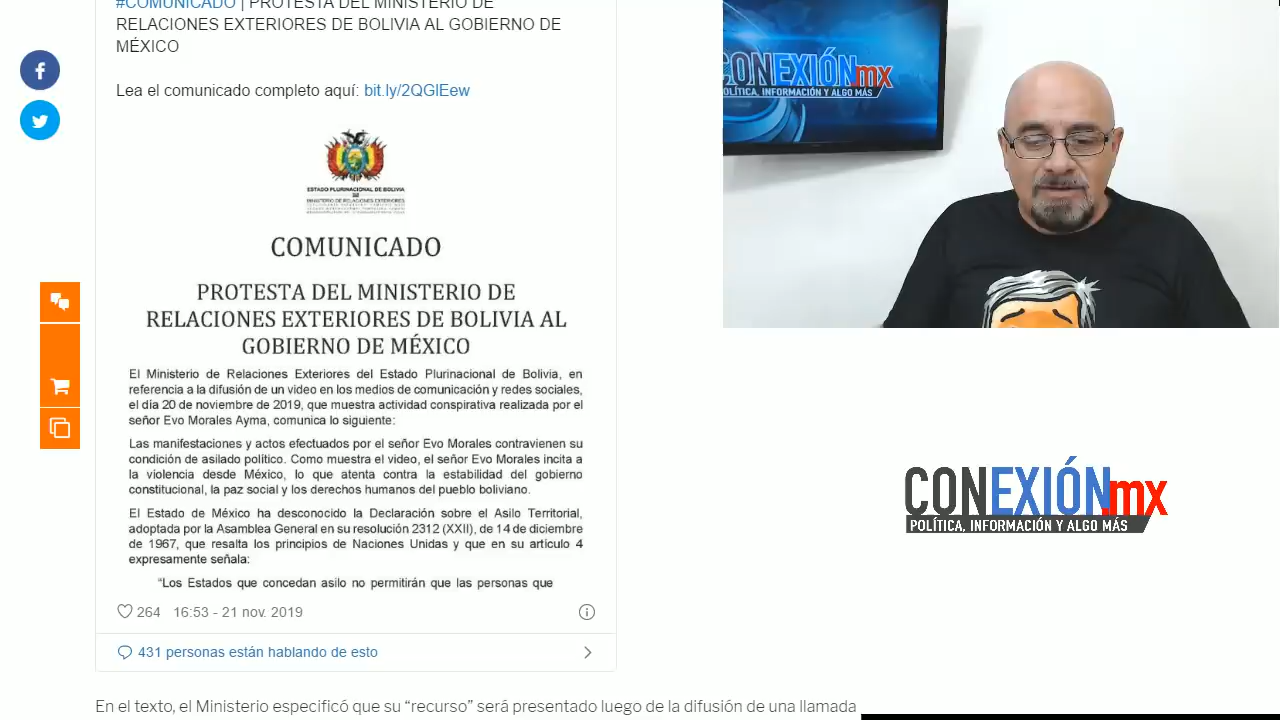 #COMUNICADO | PROTESTA DEL MINISTERIO DE
RELACIONES EXTERIORES DE BOLIVIA AL GOBIERNO DE
MÉXICO
Lea el comunicado completo aquí: bit.ly/2QGlEew
ESTADO PLURINACIONAL DE BOLIVIA
MINISTERIO DE RELACIONES EXTERIORES
COMUNICADO
PROTESTA DEL MINISTERIO DE
RELACIONES EXTERIORES DE BOLIVIA AL
GOBIERNO DE MÉXICO
El Ministerio de Relaciones Exteriores del Estado Plurinacional de Bolivia, en
referencia a la difusión de un video en los medios de comunicación y redes sociales,
el día 20 de noviembre de 2019, que muestra actividad conspirativa realizada por el
señor Evo Morales Ayma, comunica lo siguiente:
Las manifestaciones y actos efectuados por el señor Evo Morales contravienen su
condición de asilado político. Como muestra el video, el señor Evo Morales incita a
la violencia desde México, lo que atenta contra la estabilidad del gobierno
constitucional, la paz social y los derechos humanos del pueblo boliviano.
El Estado de México ha desconocido la Declaración sobre el Asilo Territorial,
adoptada por la Asamblea General en su resolución 2312 (XXII), de 14 de diciembre
de 1967, que resalta los principios de Naciones Unidas y que en su artículo 4
expresamente señala:
“Los Estados que concedan asilo no permitirán que las personas que
264 16:53 - 21 nov. 2019
431 personas están hablando de esto
En el texto, el Ministerio especificó que su “recurso” será presentado luego de la difusión de una llamada
CONEXIÓNmx
POLÍTICA, INFORMACIÓN Y ALGO MÁS
CONEXIÓN.mx
POLÍTICA, INFORMACIÓN Y ALGO MÁS